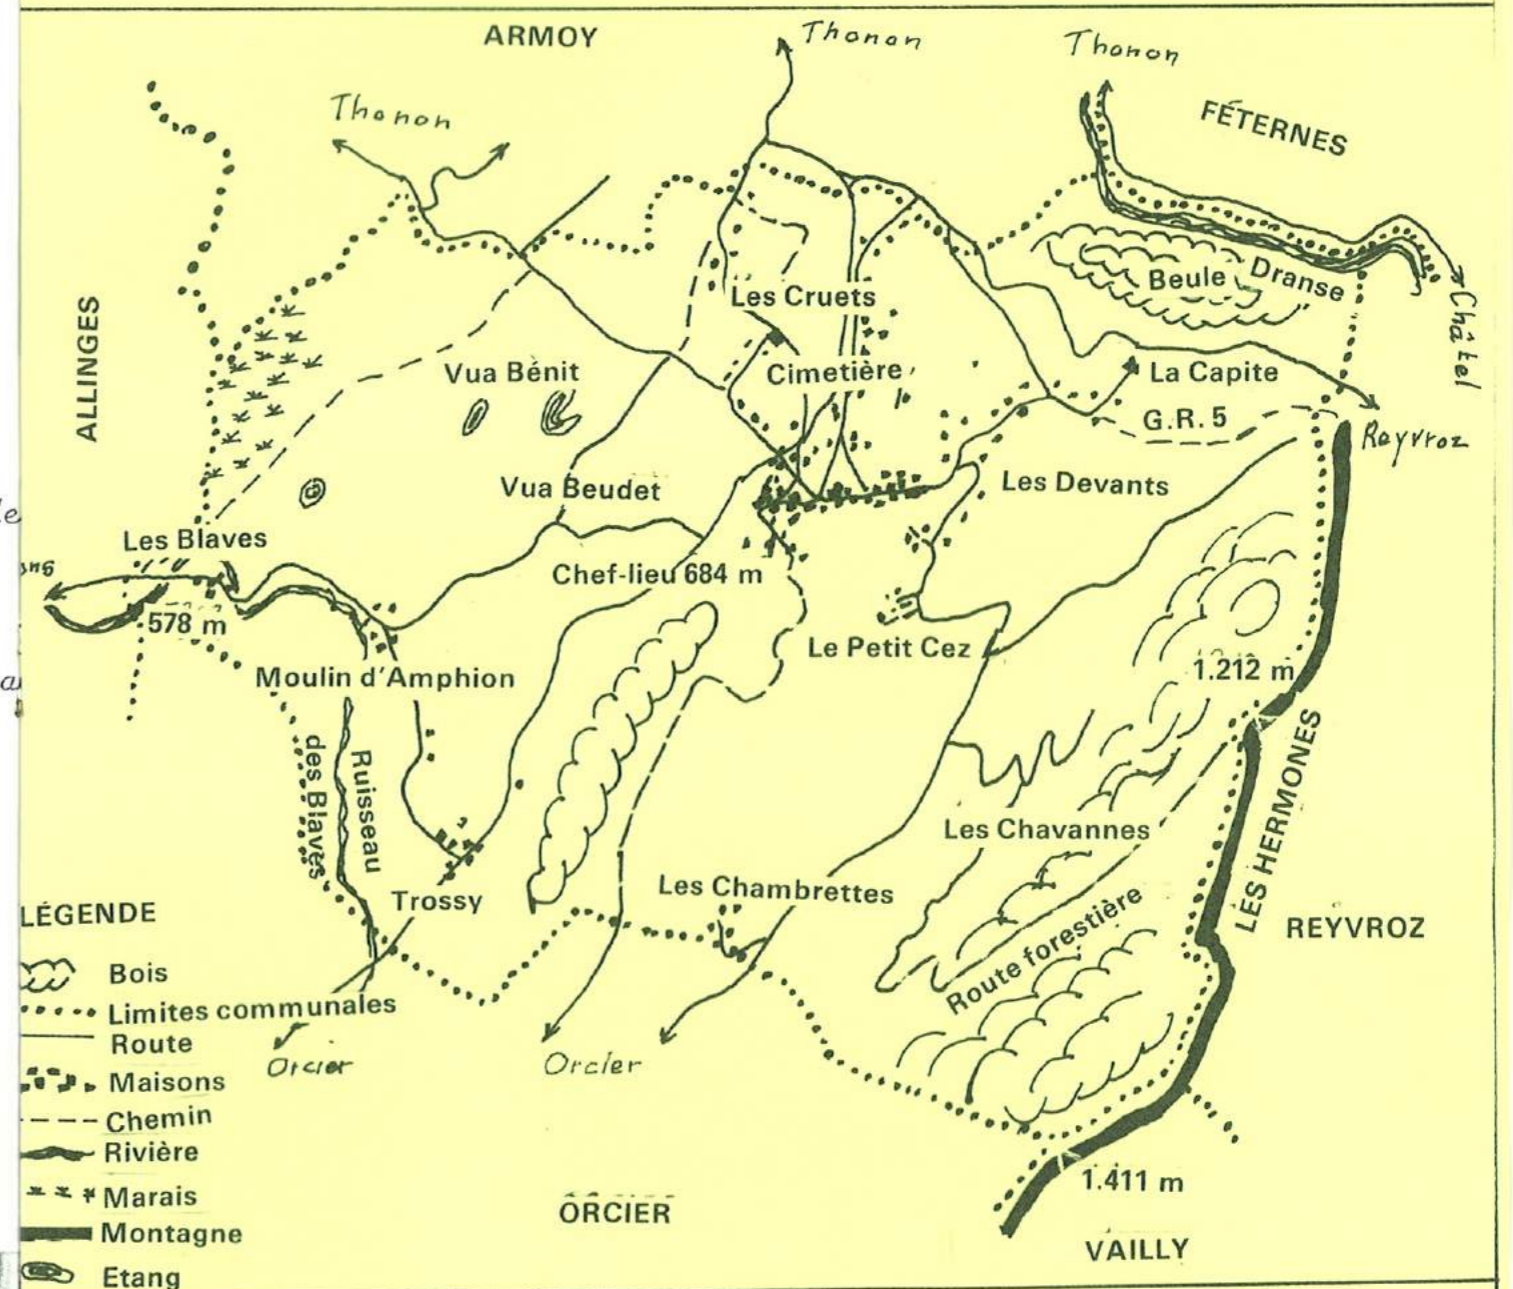 ARMOY
Thonon
Thonon
Thonon
FÉTERNES
ALLINGES
Beule
Dranse
Châtel
Les Cruets
Vua Bénit
Cimetière
La Capite
G.R. 5
Reyvroz
Vua Beudet
Les Devants
Les Blaves
Chef-lieu 684 m
578 m
Le Petit Cez
1.212 m
Moulin d'Amphion
Ruisseau
des Blaves
LES HERMONES
Les Chavannes
Trossy
Les Chambrettes
Route forestière
REYVROZ
LÉGENDE
Bois
Limites communales
Route
Maisons
Chemin
Rivière
Marais
Montagne
Etang
Orcier
Orcier
ORCIER
1.411 m
VAILLY